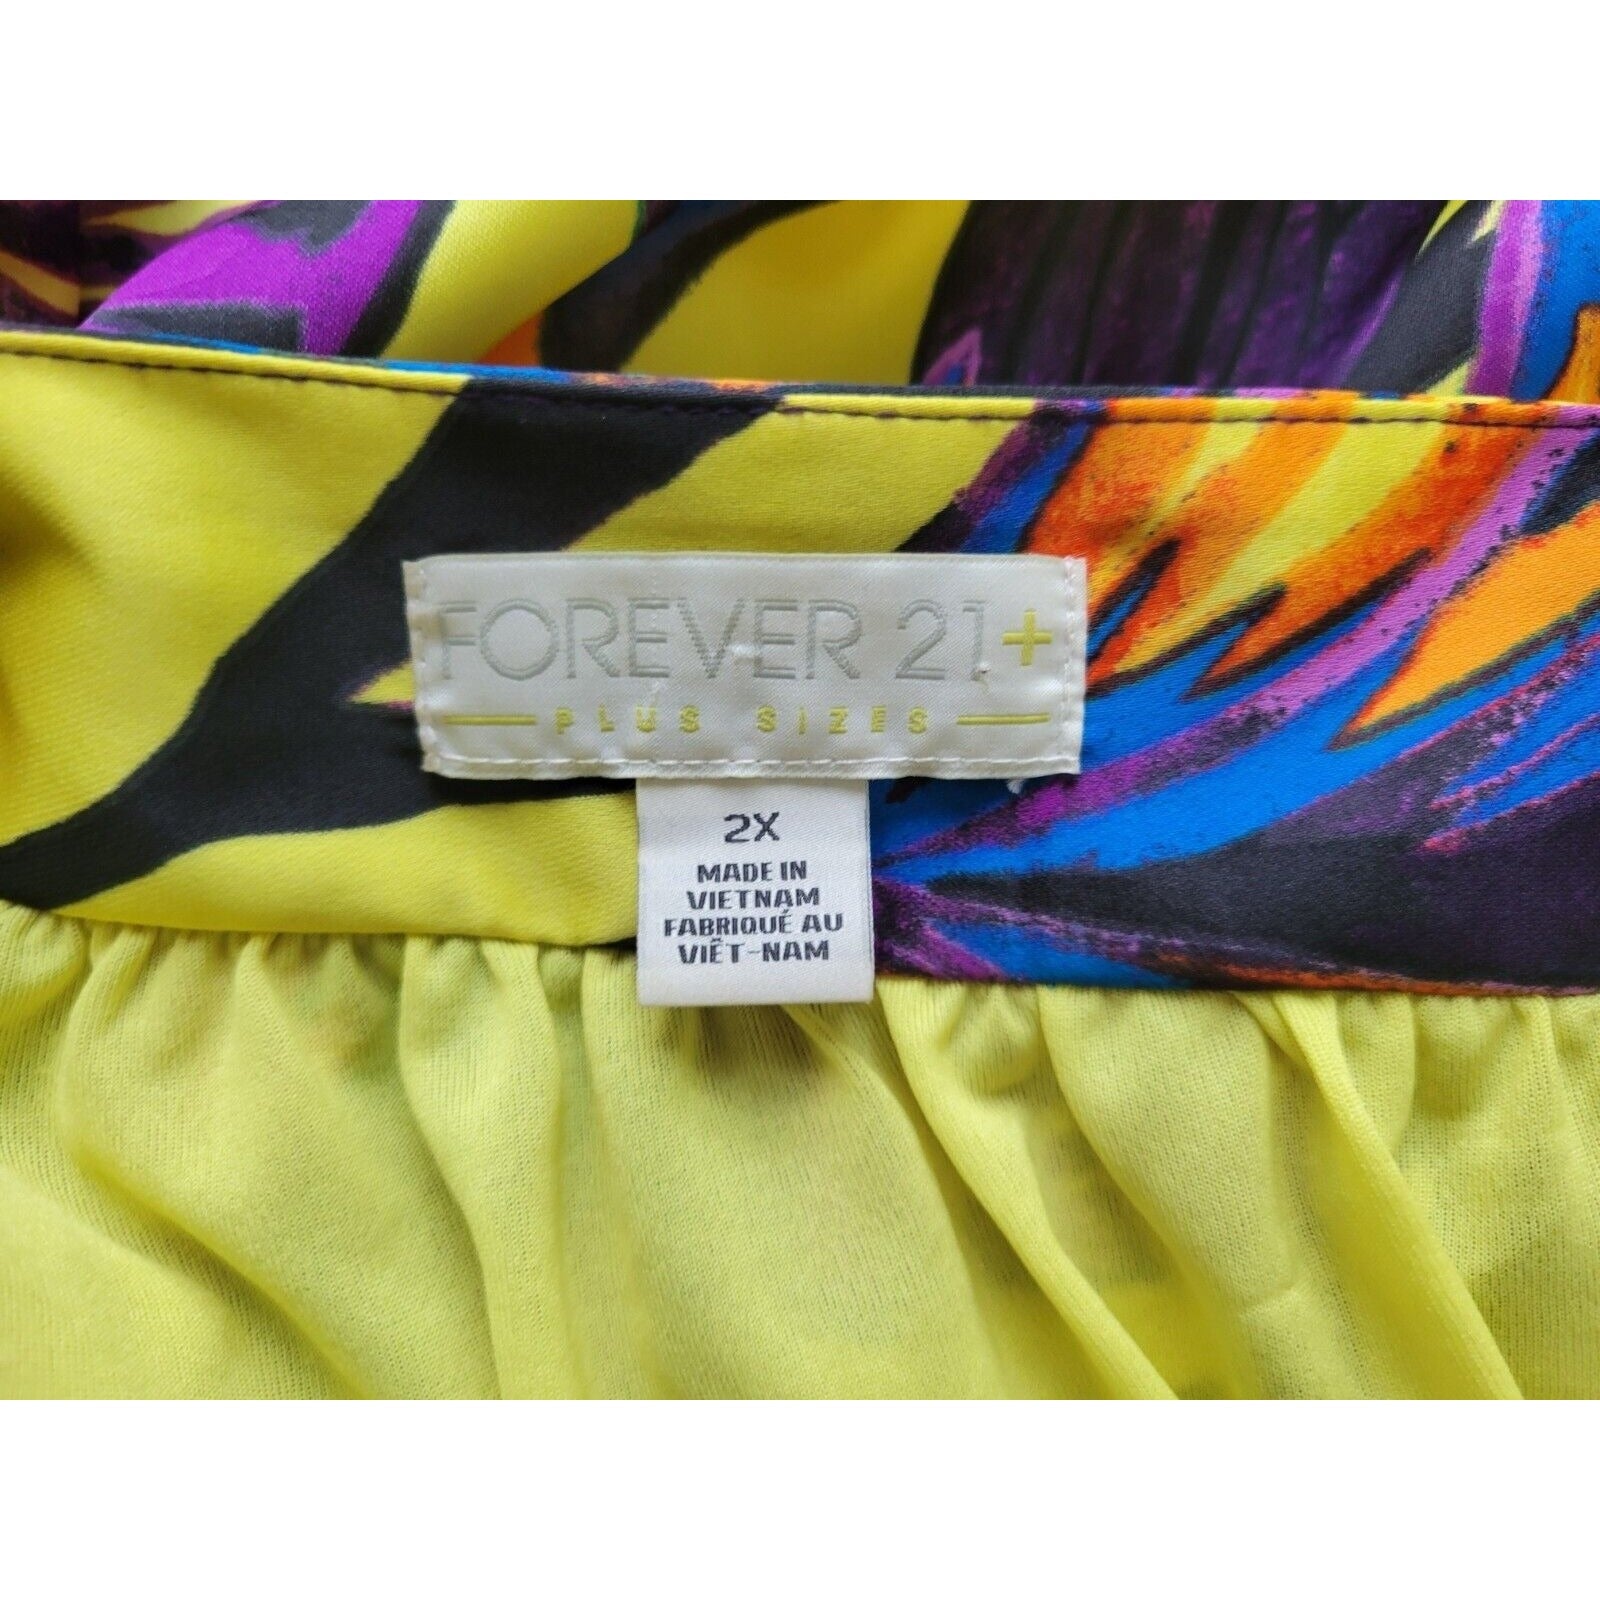 FOREVER 21+
PLUS SIZES
2X
MADE IN
VIETNAM
FABRIQUÉ AU
VIÊT-NAM